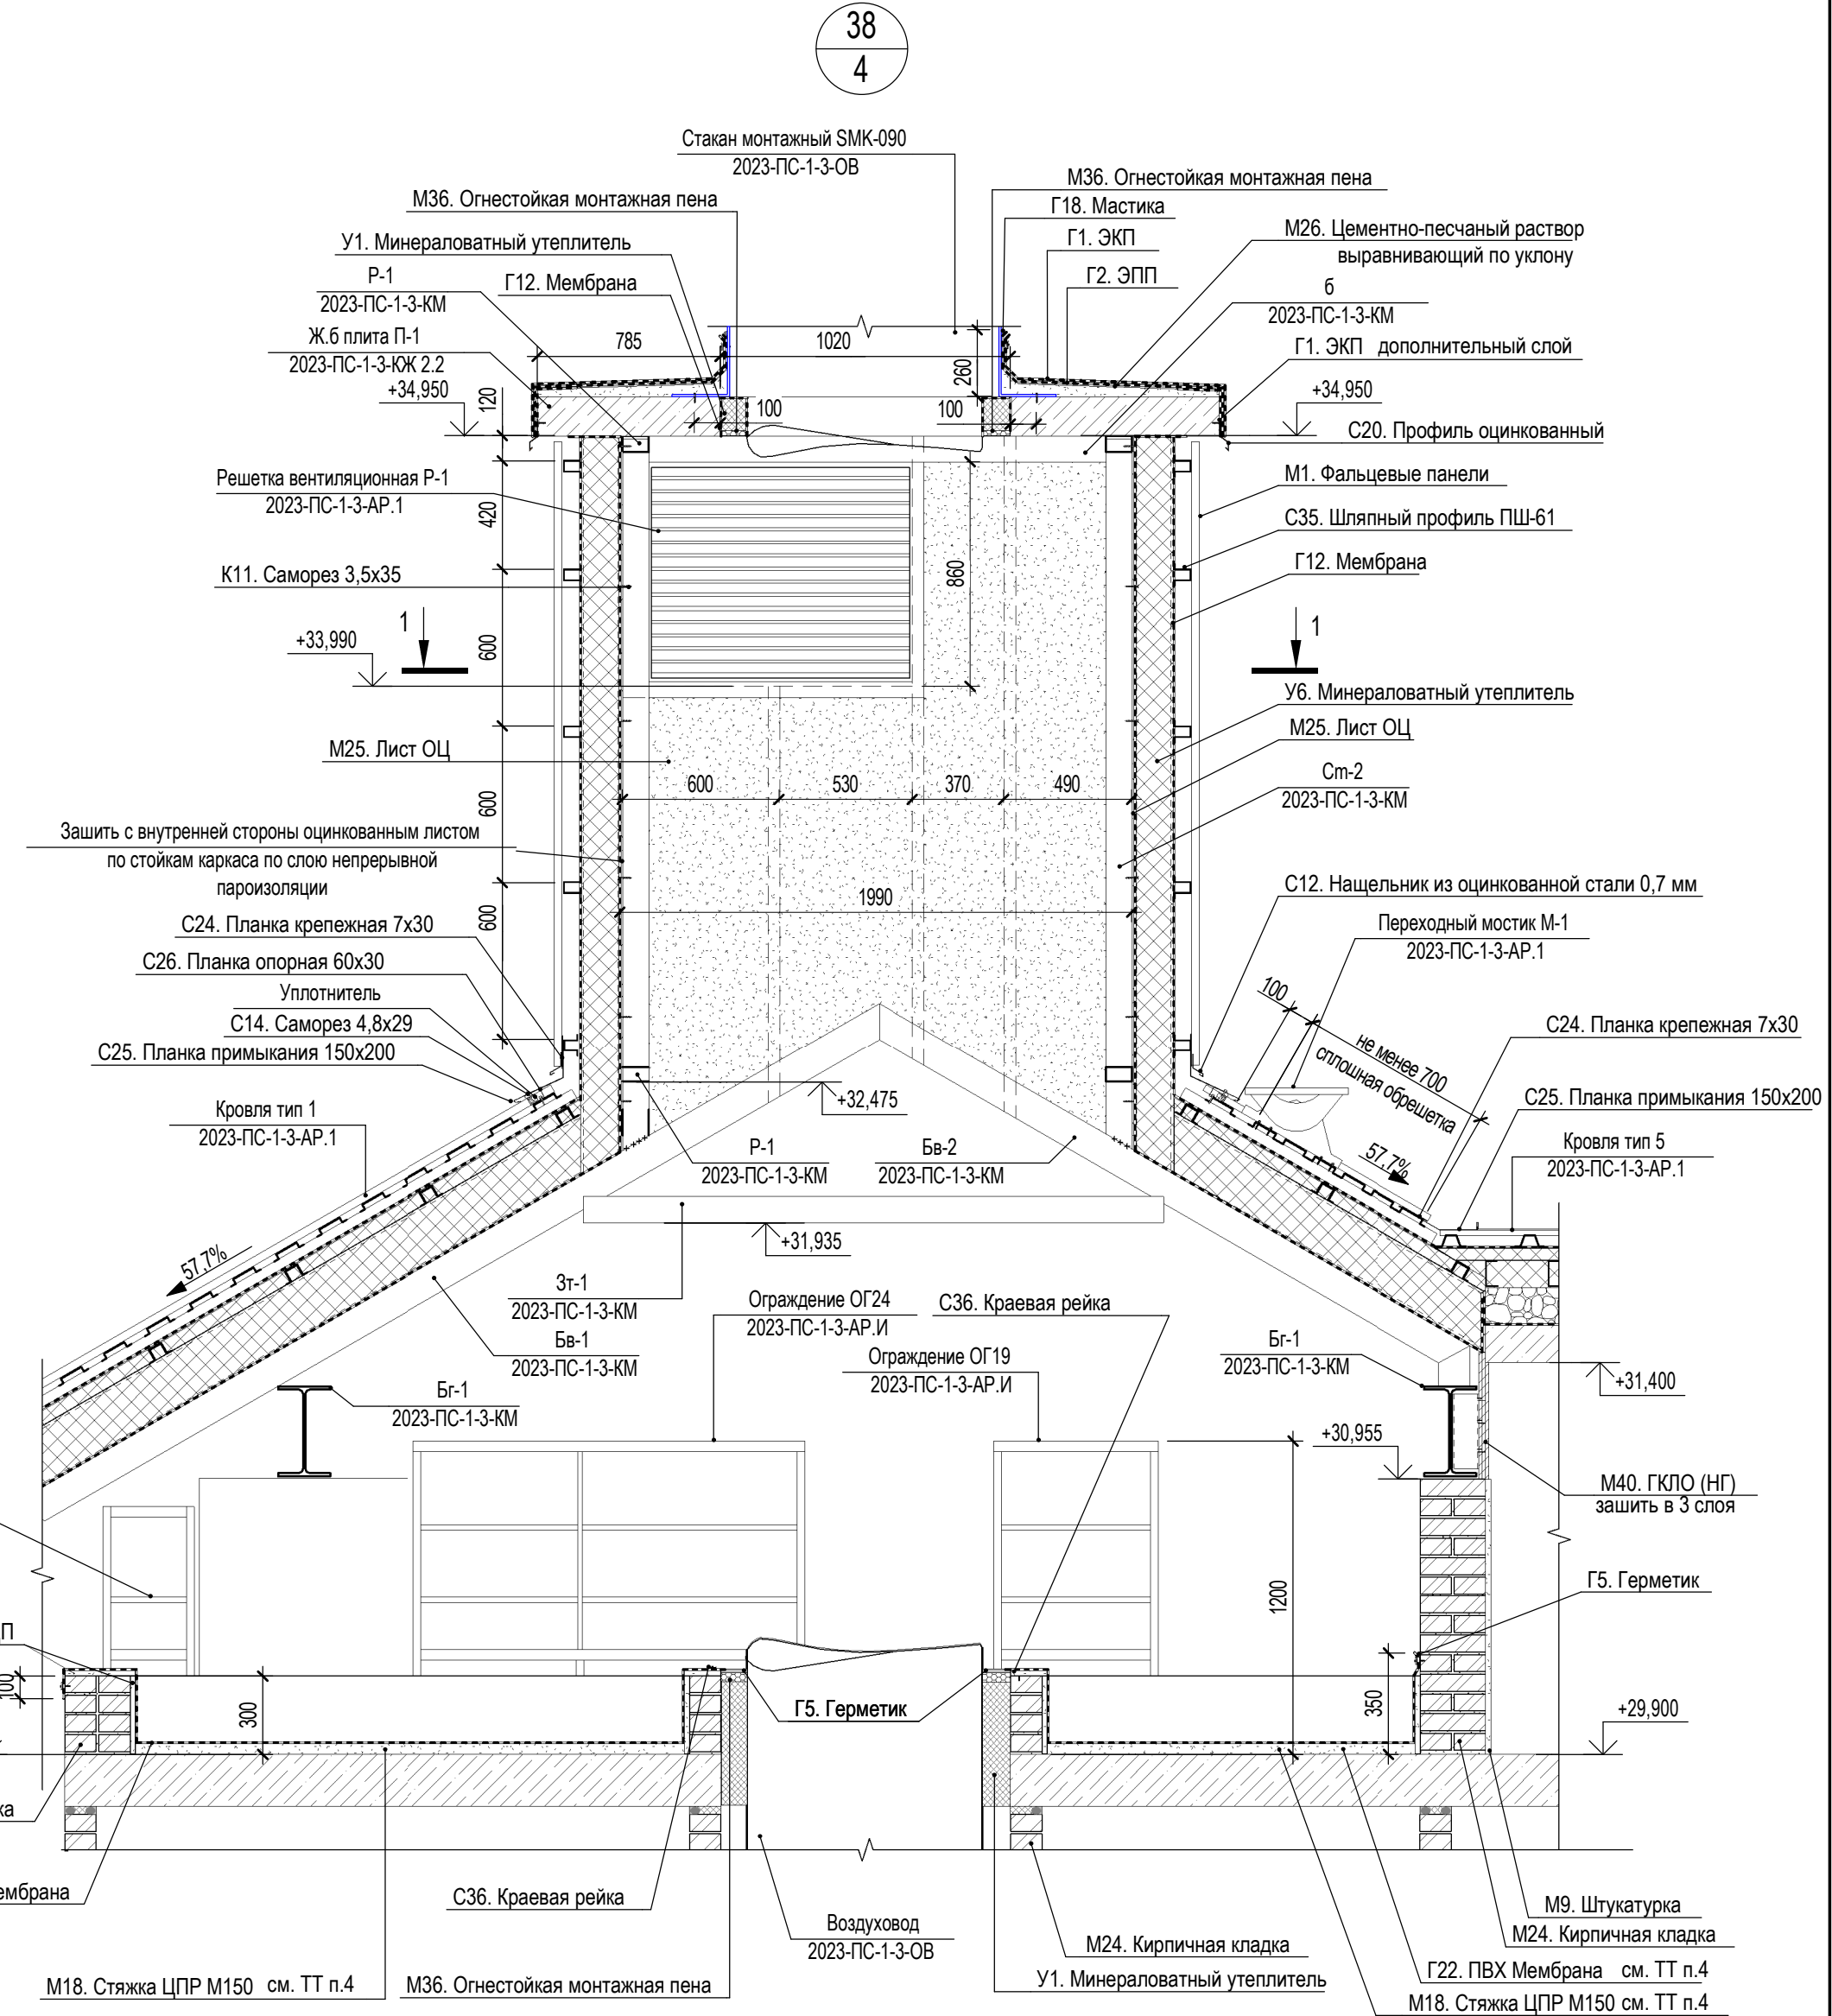 38
4
Стакан монтажный SMK-090
2023-ПС-1-3-ОВ
М36. Огнестойкая монтажная пена
М36. Огнестойкая монтажная пена
Г18. Мастика
У1. Минераловатный утеплитель
Г1. ЭКП
М26. Цементно-песчаный раствор
выравнивающий по уклону
Р-1
2023-ПС-1-3-КМ
Г12. Мембрана
Г2. ЭПП
б
2023-ПС-1-3-КМ
Ж.б плита П-1
2023-ПС-1-3-КЖ 2.2
785
1020
260
Г1. ЭКП дополнительный слой
+34,950
120
100
100
+34,950
С20. Профиль оцинкованный
Решетка вентиляционная Р-1
2023-ПС-1-3-АР.1
420
М1. Фальцевые панели
С35. Шляпный профиль ПШ-61
К11. Саморез 3,5х35
860
Г12. Мембрана
+33,990
1
600
1
У6. Минераловатный утеплитель
М25. Лист ОЦ
М25. Лист ОЦ
600
530
370
490
Ст-2
2023-ПС-1-3-КМ
600
Зашить с внутренней стороны оцинкованным листом
по стойкам каркаса по слою непрерывной
пароизоляции
1990
600
С12. Нащельник из оцинкованной стали 0,7 мм
С24. Планка крепежная 7х30
Переходный мостик М-1
2023-ПС-1-3-АР.1
С26. Планка опорная 60х30
Уплотнитель
С14. Саморез 4,8х29
С25. Планка примыкания 150х200
100
не менее 700
сплошная обрешетка
С24. Планка крепежная 7х30
С25. Планка примыкания 150х200
+32,475
Кровля тип 1
2023-ПС-1-3-АР.1
Р-1
2023-ПС-1-3-КМ
Бв-2
2023-ПС-1-3-КМ
57,7%
Кровля тип 5
2023-ПС-1-3-АР.1
+31,935
57,7%
Зт-1
2023-ПС-1-3-КМ
Ограждение ОГ24
2023-ПС-1-3-АР.И
С36. Краевая рейка
Бв-1
2023-ПС-1-3-КМ
Ограждение ОГ19
2023-ПС-1-3-АР.И
Бг-1
2023-ПС-1-3-КМ
Бг-1
2023-ПС-1-3-КМ
+31,400
+30,955
М40. ГКЛО (НГ)
зашить в 3 слоя
1200
Г5. Герметик
П
100
300
Г5. Герметик
350
+29,900
ка
ембрана
С36. Краевая рейка
Воздуховод
2023-ПС-1-3-ОВ
М9. Штукатурка
М24. Кирпичная кладка
М24. Кирпичная кладка
М18. Стяжка ЦПР М150 см. ТТ п.4
М36. Огнестойкая монтажная пена
У1. Минераловатный утеплитель
Г22. ПВХ Мембрана см. ТТ п.4
М18. Стяжка ЦПР М150 см. ТТ п.4